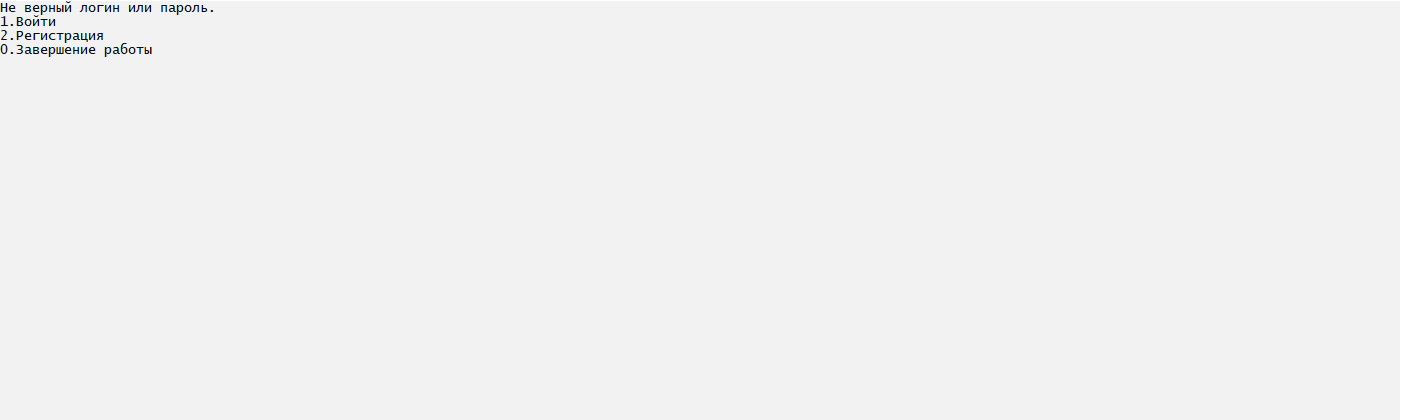 Не верный логин или пароль.
1.Войти
2.Регистрация
0.Завершение работы